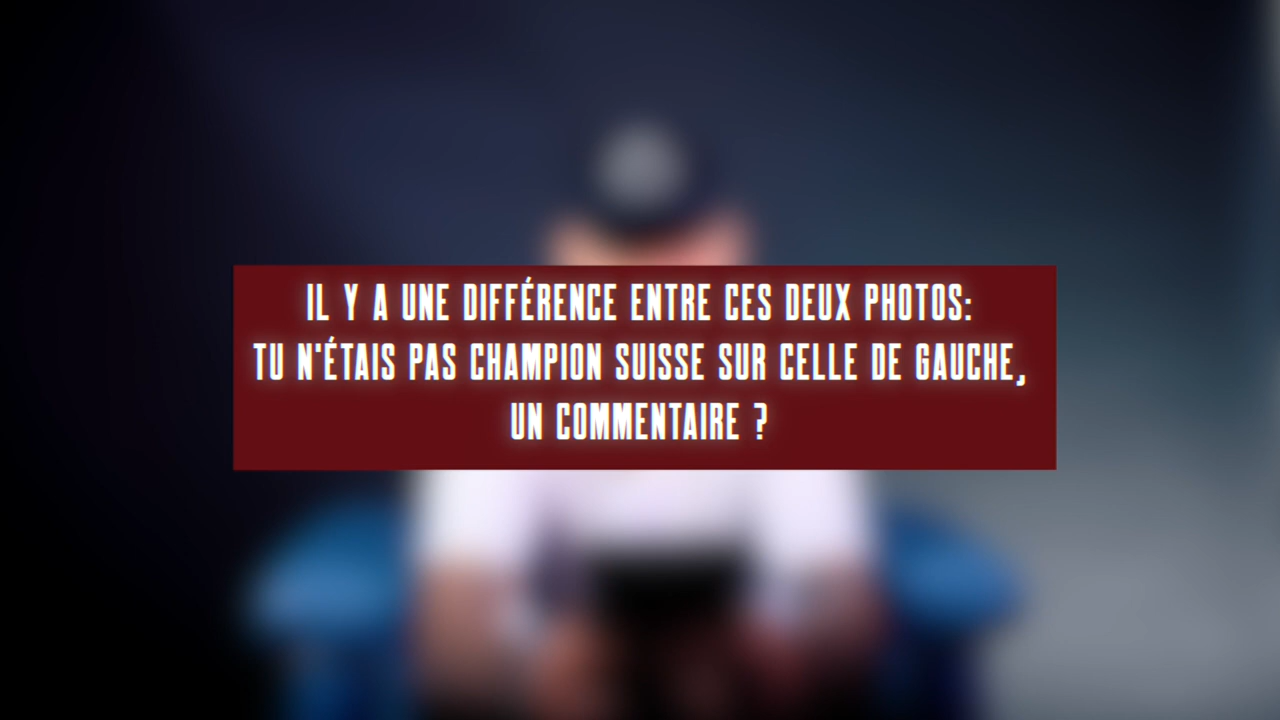 IL Y A UNE DIFFÉRENCE ENTRE CES DEUX PHOTOS:
TU N'ÉTAIS PAS CHAMPION SUISSE SUR CELLE DE GAUCHE,
UN COMMENTAIRE ?